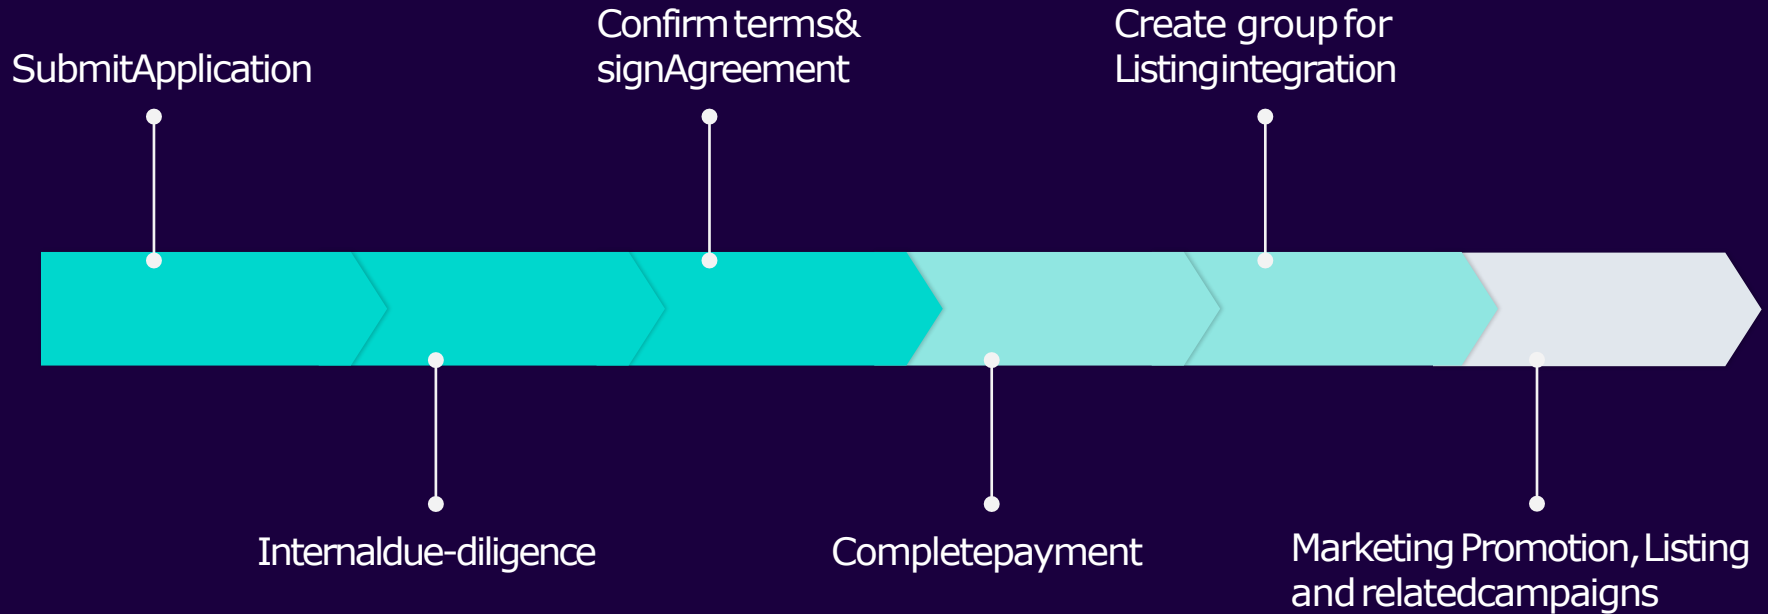 SubmitApplication
Confirm terms&
signAgreement
Create group for
Listingintegration
Internaldue-diligence
Completepayment
Marketing Promotion, Listing
and relatedcampaigns